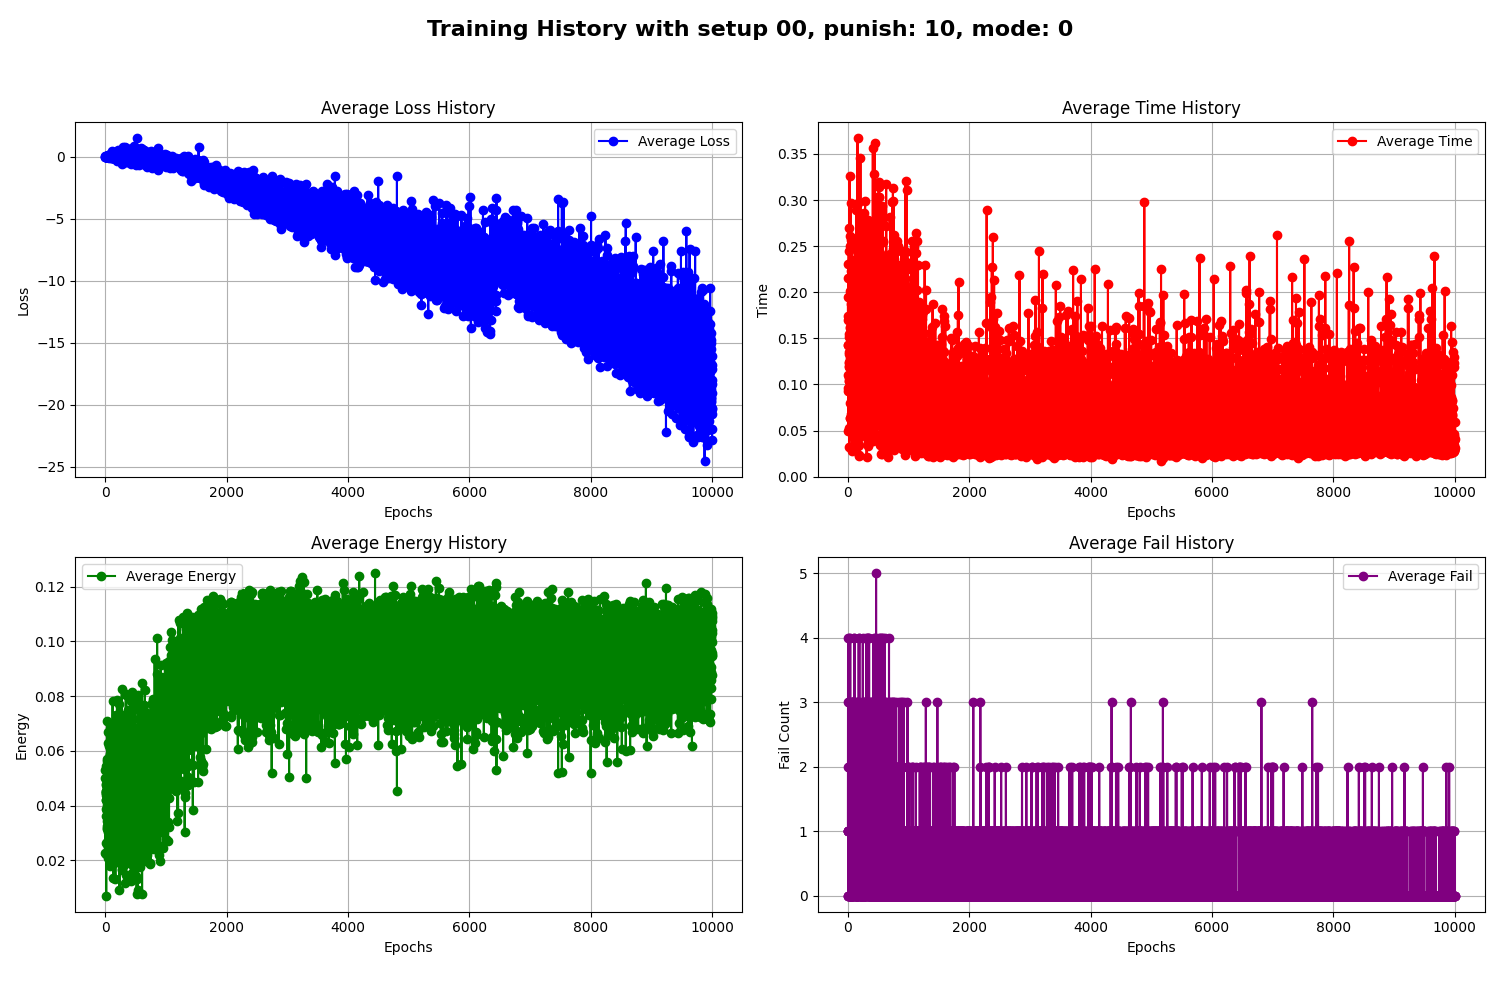 Training History with setup 00, punish: 10, mode: 0
Average Loss History
Average Loss
Loss
0
−5
−10
−15
−20
−25
0 2000 4000 6000 8000 10000
Epochs
Average Time History
Average Time
Time
0.35
0.30
0.25
0.20
0.15
0.10
0.05
0.00
0 2000 4000 6000 8000 10000
Epochs
Average Energy History
Average Energy
Energy
0.12
0.10
0.08
0.06
0.04
0.02
0 2000 4000 6000 8000 10000
Epochs
Average Fail History
Average Fail
Fail Count
5
4
3
2
1
0
0 2000 4000 6000 8000 10000
Epochs